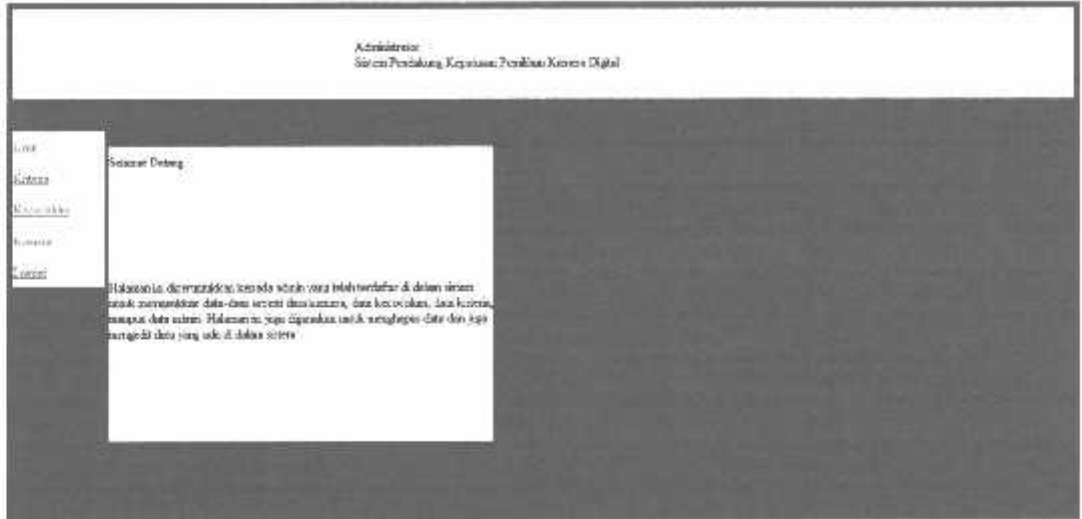 Administrator
Sistem Pendukung Keputusan Pemilihan Kamera Digital
Kriteria
Selamat Datang
Halaman ini diperuntukkan kepada admin yang telah terdaftar di dalam sistem
untuk memasukkan data-data seperti data kamera, data kecocokan, data kriteria,
maupun data admin. Halaman ini juga digunakan untuk menghapus data dan juga
mengedit data yang ada di dalam sistem